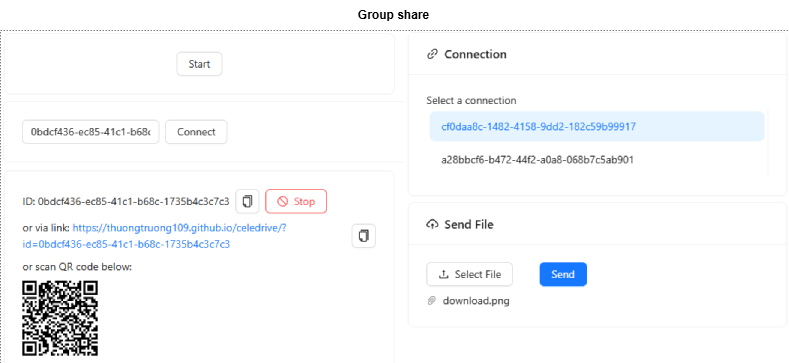 Group share
Start
0bdcf436-ec85-41c1-b68c
Connect
ID: 0bdcf436-ec85-41c1-b68c-1735b4c3c7c3
Stop
or via link: https://thuongtruong109.github.io/celedrive/?
id=0bdcf436-ec85-41c1-b68c-1735b4c3c7c3
or scan QR code below:
Connection
Select a connection
cf0daa8c-1482-4158-9dd2-182c59b99917
a28bbcf6-b472-44f2-a0a8-068b7c5ab901
Send File
Select File
Send
download.png